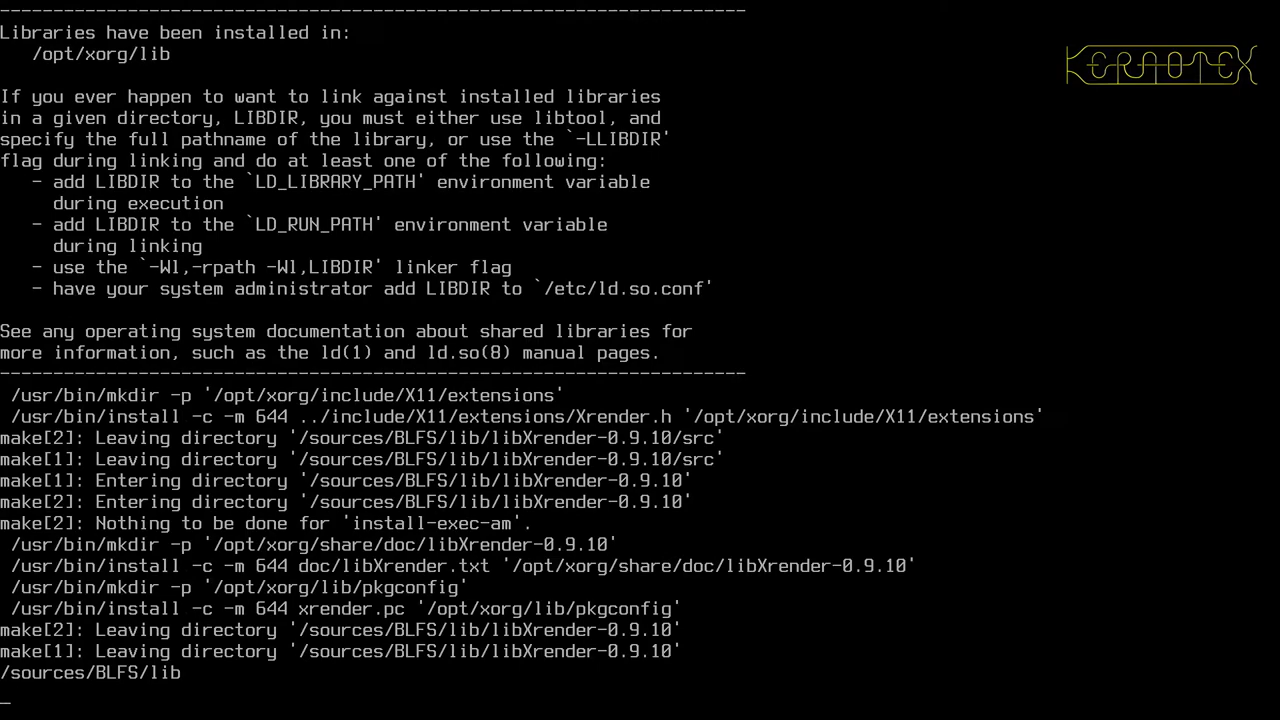 ----------------------------------------------------------------------
Libraries have been installed in:
   /opt/xorg/lib
KERNOTEX
If you ever happen to want to link against installed libraries
in a given directory, LIBDIR, you must either use libtool, and
specify the full pathname of the library, or use the `-LLIBDIR'
flag during linking and do at least one of the following:
   - add LIBDIR to the `LD_LIBRARY_PATH' environment variable
     during execution
   - add LIBDIR to the `LD_RUN_PATH' environment variable
     during linking
   - use the `-Wl,-rpath -Wl,LIBDIR' linker flag
   - have your system administrator add LIBDIR to `/etc/ld.so.conf'

See any operating system documentation about shared libraries for
more information, such as the ld(1) and ld.so(8) manual pages.
----------------------------------------------------------------------
 /usr/bin/mkdir -p '/opt/xorg/include/X11/extensions'
 /usr/bin/install -c -m 644 ../include/X11/extensions/Xrender.h '/opt/xorg/include/X11/extensions'
make[2]: Leaving directory '/sources/BLFS/lib/libXrender-0.9.10/src'
make[1]: Leaving directory '/sources/BLFS/lib/libXrender-0.9.10/src'
make[1]: Entering directory '/sources/BLFS/lib/libXrender-0.9.10'
make[2]: Entering directory '/sources/BLFS/lib/libXrender-0.9.10'
make[2]: Nothing to be done for 'install-exec-am'.
 /usr/bin/mkdir -p '/opt/xorg/share/doc/libXrender-0.9.10'
 /usr/bin/install -c -m 644 doc/libXrender.txt '/opt/xorg/share/doc/libXrender-0.9.10'
 /usr/bin/mkdir -p '/opt/xorg/lib/pkgconfig'
 /usr/bin/install -c -m 644 xrender.pc '/opt/xorg/lib/pkgconfig'
make[2]: Leaving directory '/sources/BLFS/lib/libXrender-0.9.10'
make[1]: Leaving directory '/sources/BLFS/lib/libXrender-0.9.10'
/sources/BLFS/lib